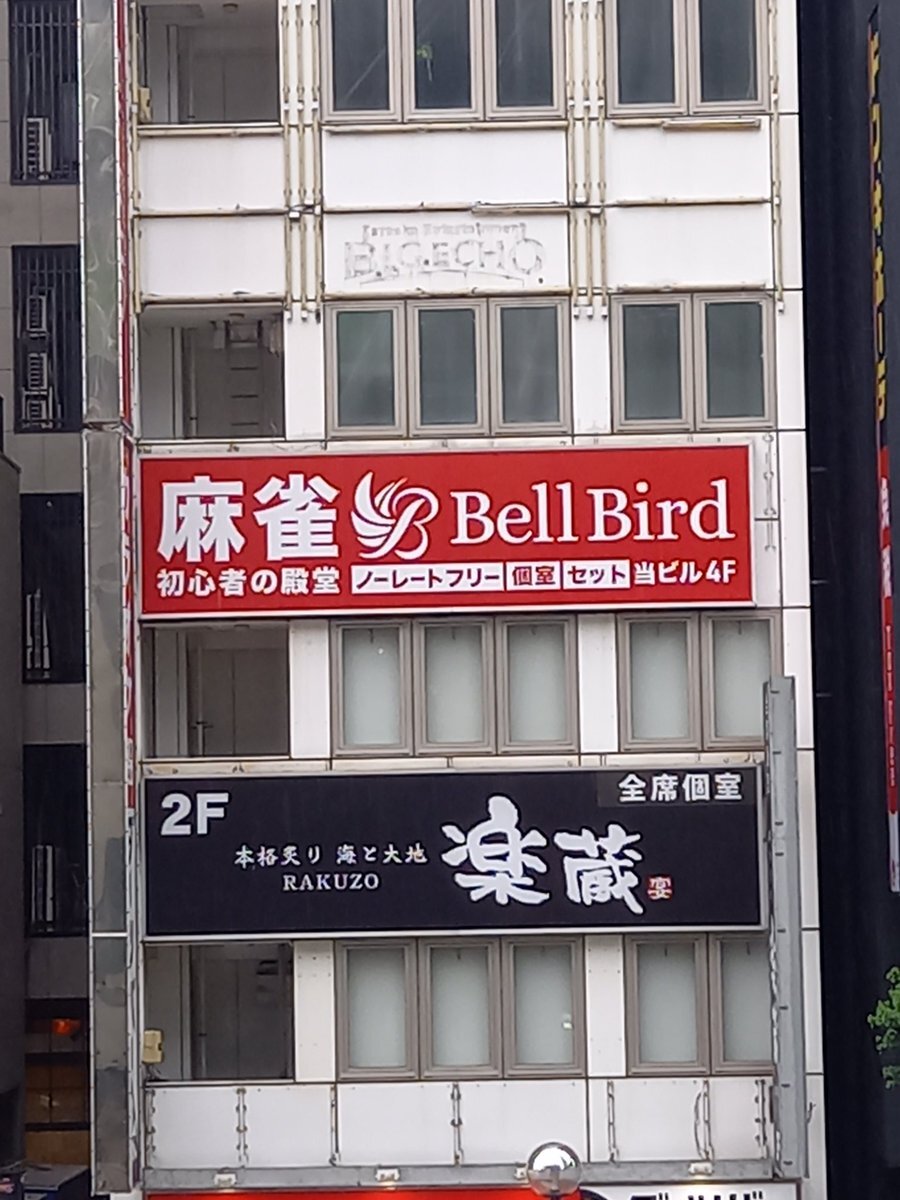 BIG ECHO
麻雀 Bell Bird
初心者の殿堂 ノーレートフリー 個室 セット 当ビル4F
2F
全席個室
本格炙り 海と大地
RAKUZO
楽蔵
宴